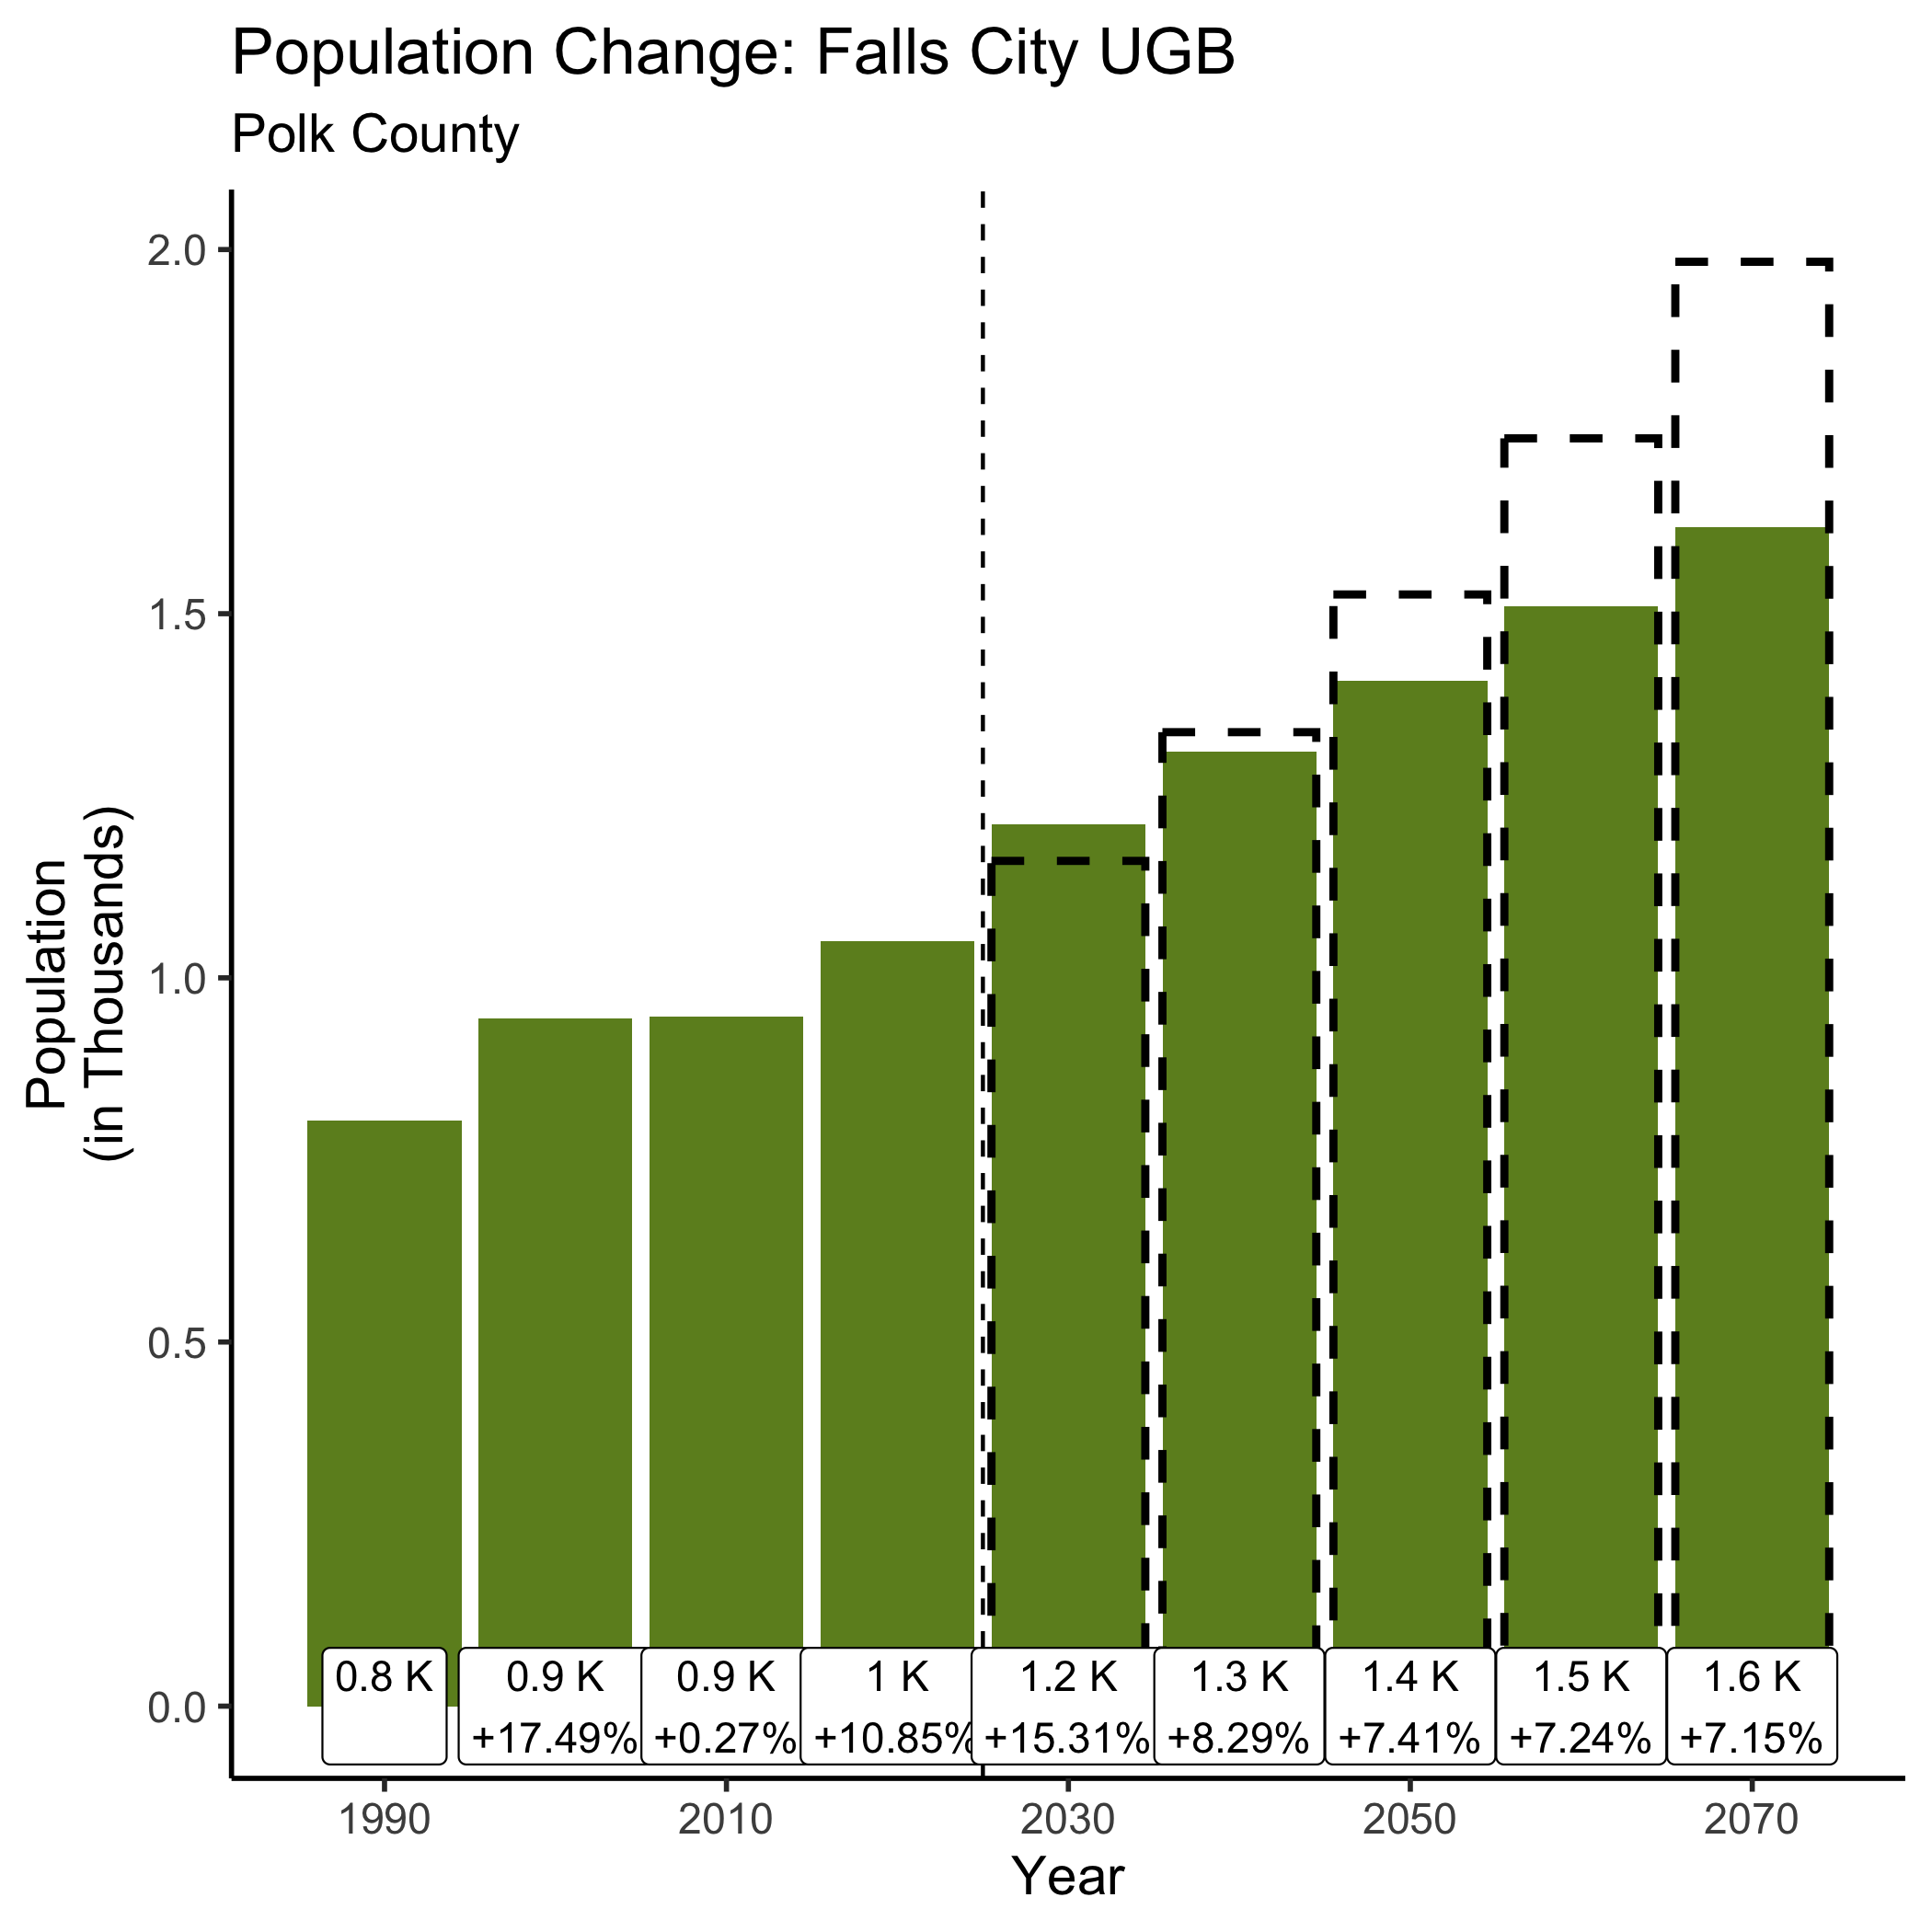 Population Change: Falls City UGB
Polk County
2.0
1.5
1.0
0.5
0.0
Population
(in Thousands)
0.8 K
0.9 K
+17.49%
0.9 K
+0.27%
1 K
+10.85%
1.2 K
+15.31%
1.3 K
+8.29%
1.4 K
+7.41%
1.5 K
+7.24%
1.6 K
+7.15%
1990
2010
2030
2050
2070
Year